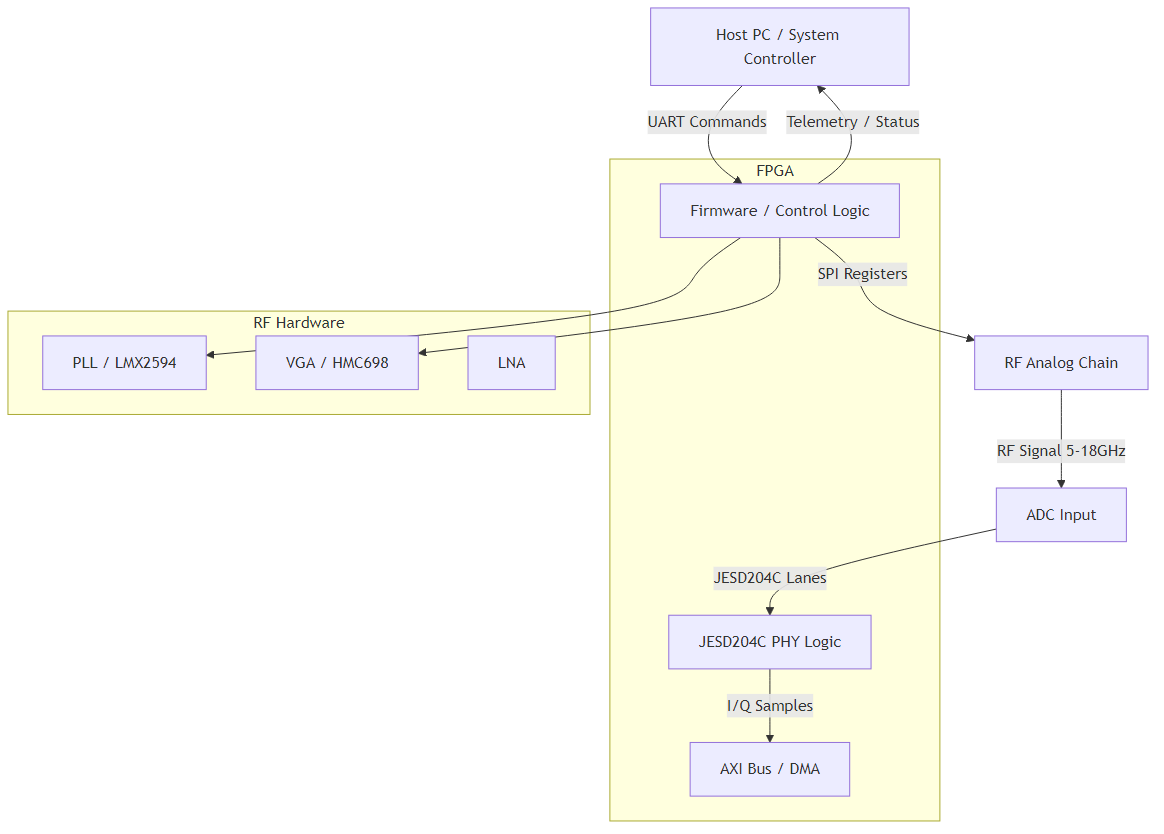 Host PC / System
Controller
UART Commands
Telemetry / Status
FPGA
Firmware / Control Logic
SPI Registers
RF Hardware
PLL / LMX2594
VGA / HMC698
LNA
RF Analog Chain
RF Signal 5-18GHz
ADC Input
JESD204C Lanes
JESD204C PHY Logic
I/Q Samples
AXI Bus / DMA